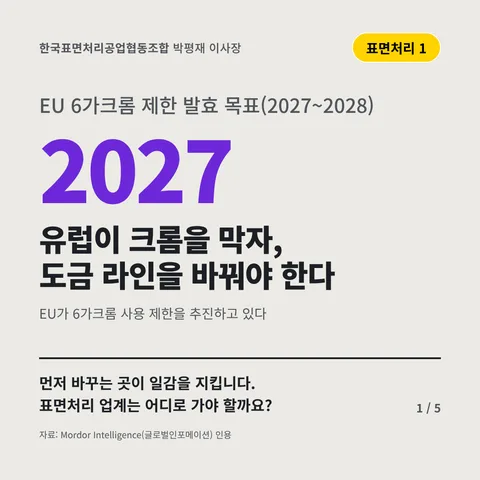 한국표면처리공업협동조합 박평재 이사장
표면처리 1
EU 6가크롬 제한 발효 목표(2027~2028)
2027
유럽이 크롬을 막자,
도금 라인을 바꿔야 한다
EU가 6가크롬 사용 제한을 추진하고 있다
먼저 바꾸는 곳이 일감을 지킵니다.
표면처리 업계는 어디로 가야 할까요?
1 / 5
자료: Mordor Intelligence(글로벌인포메이션) 인용